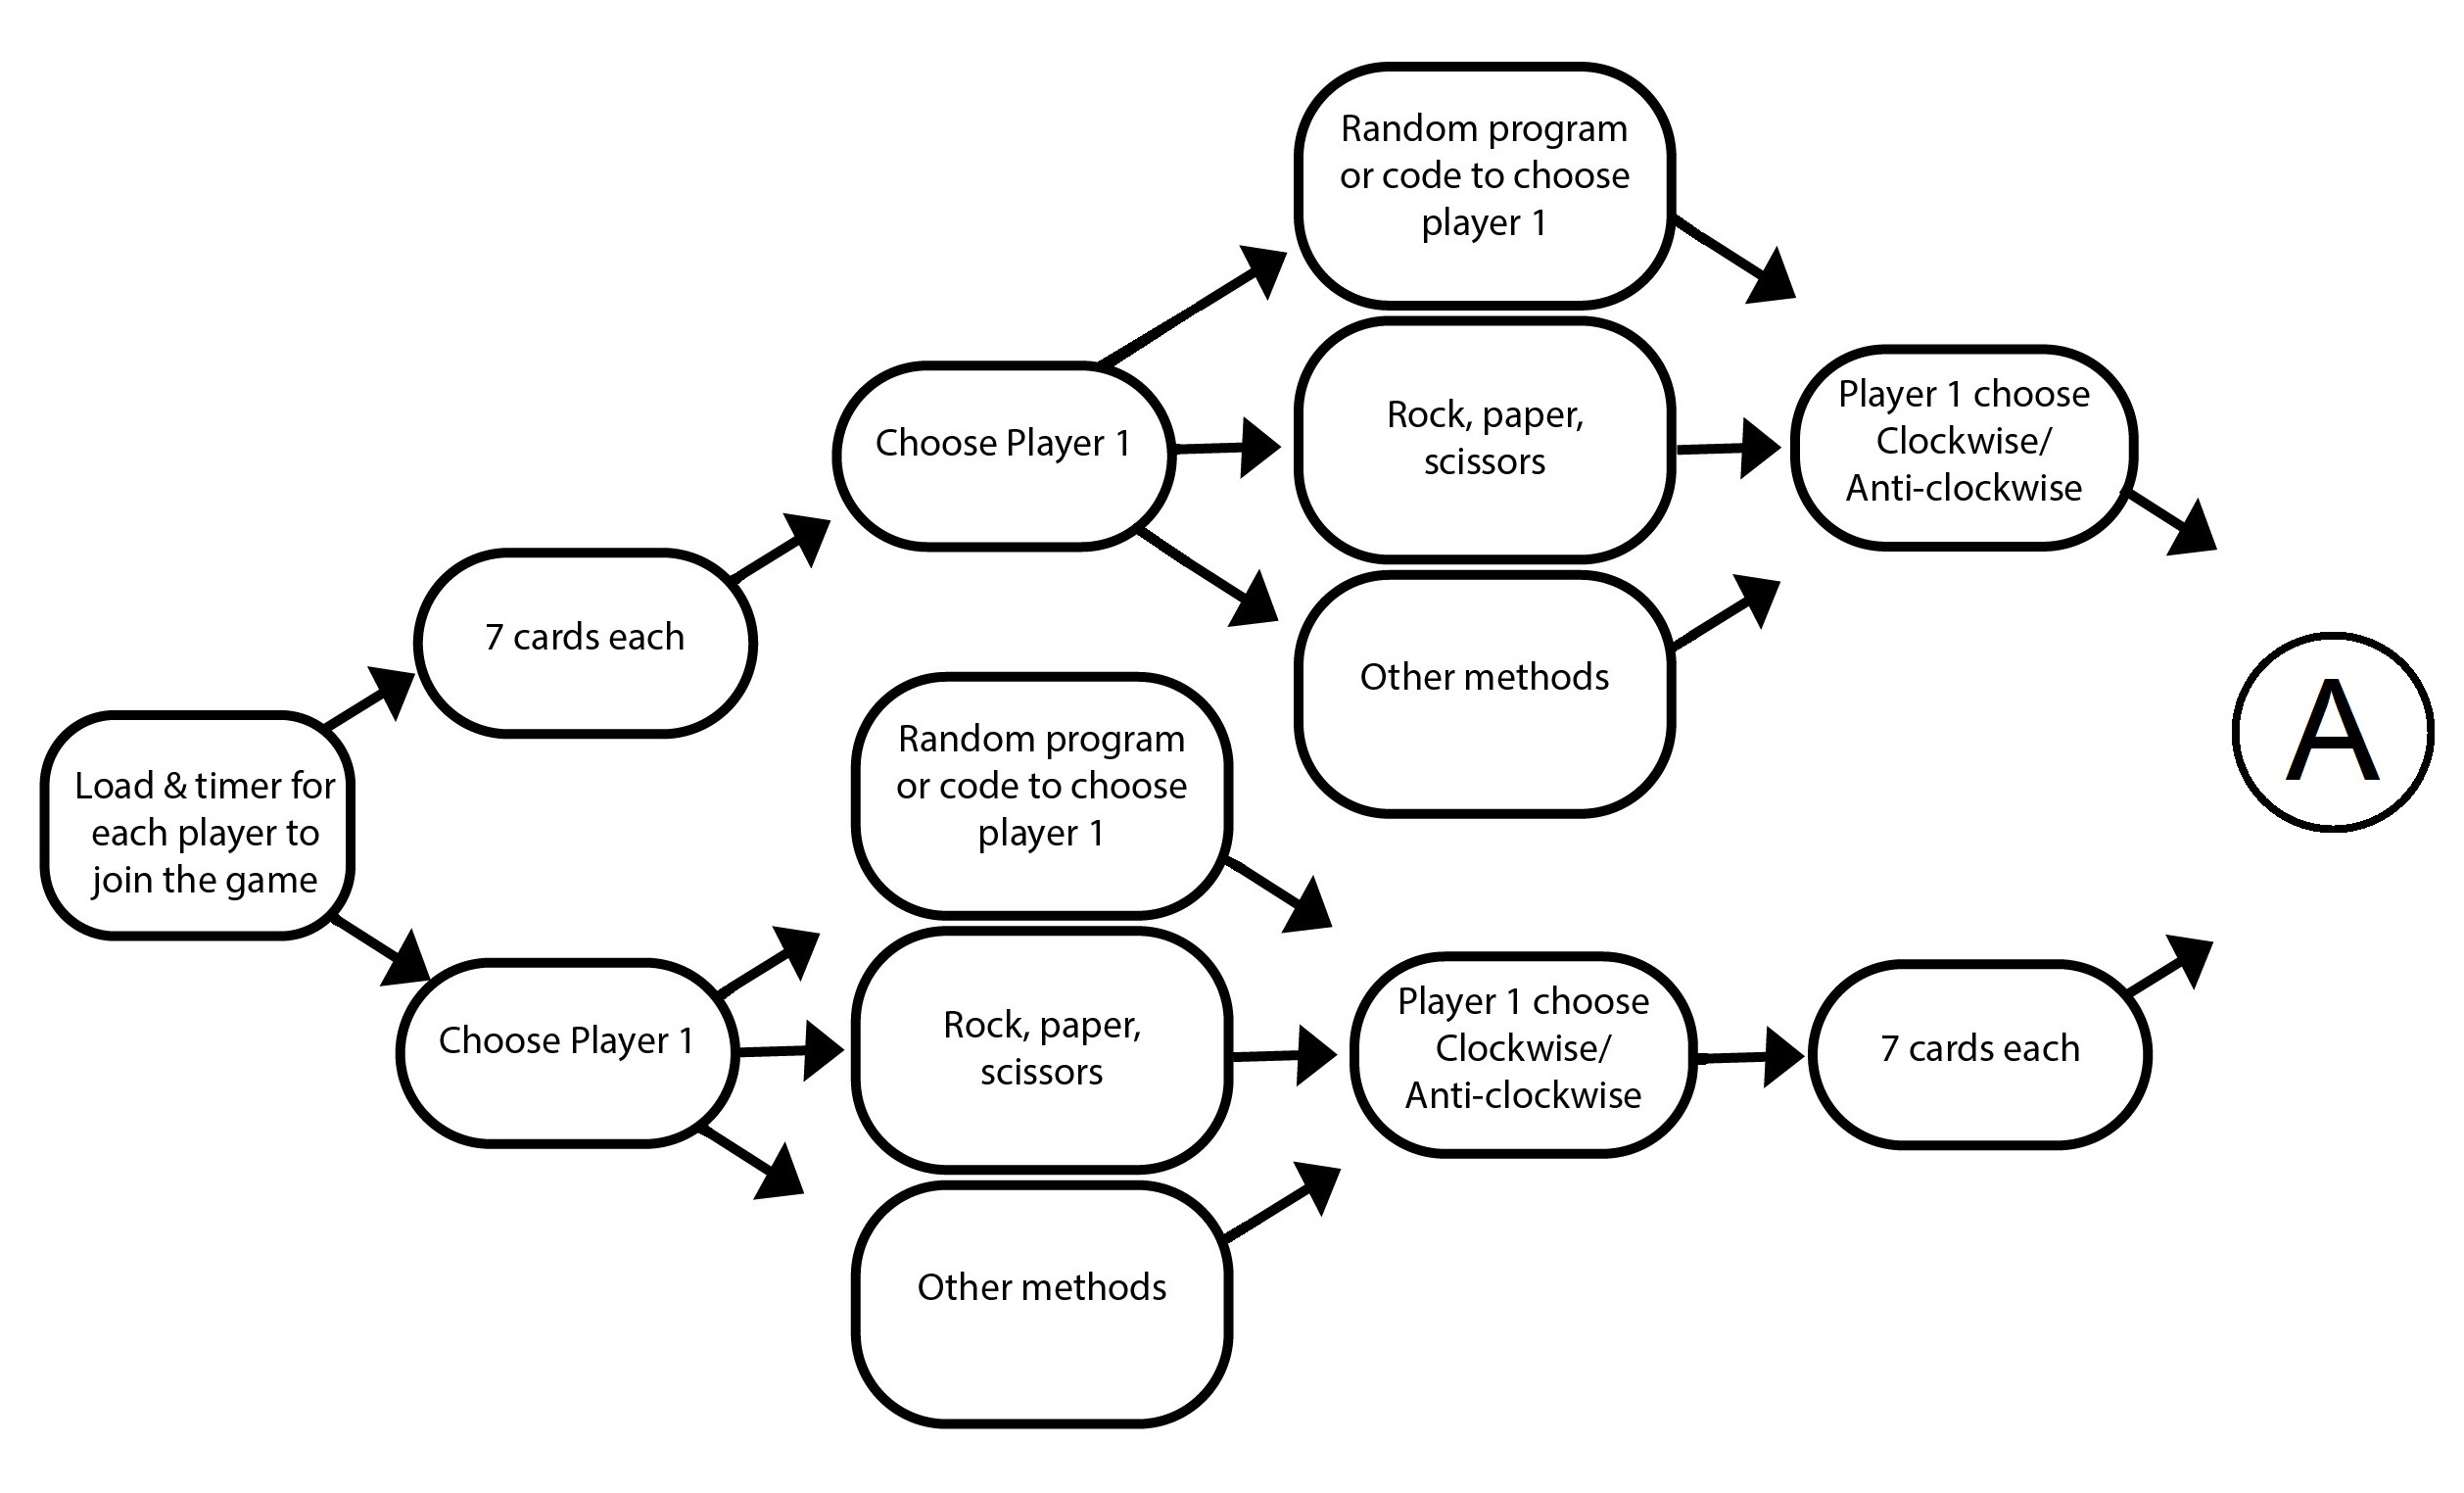 Random program
or code to choose
player 1
Choose Player 1
Rock, paper,
scissors
Player 1 choose
Clockwise/
Anti-clockwise
7 cards each
Other methods
A
Load & timer for
each player to
join the game
Random program
or code to choose
player 1
Choose Player 1
Rock, paper,
scissors
Player 1 choose
Clockwise/
Anti-clockwise
7 cards each
Other methods